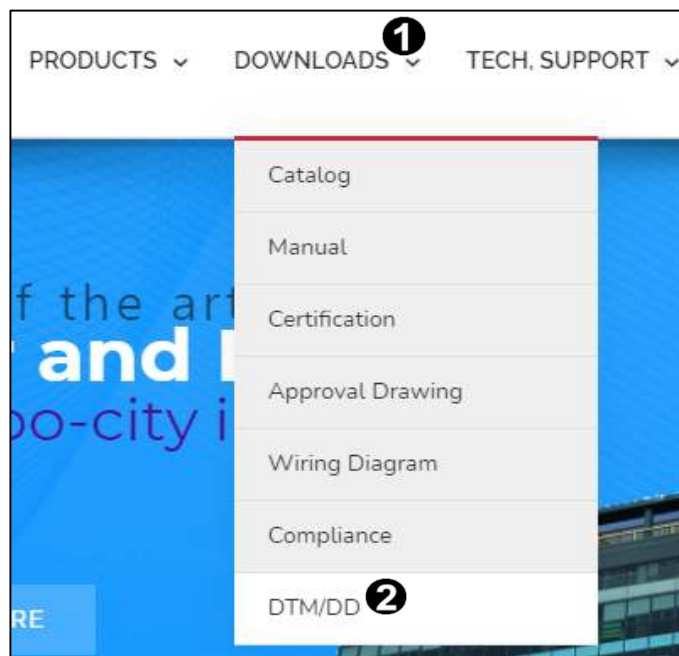 1
PRODUCTS DOWNLOADS TECH, SUPPORT
Catalog
Manual
f the art
Certification
and
Approval Drawing
oo-city i
Wiring Diagram
Compliance
DTM/DD 2
RE